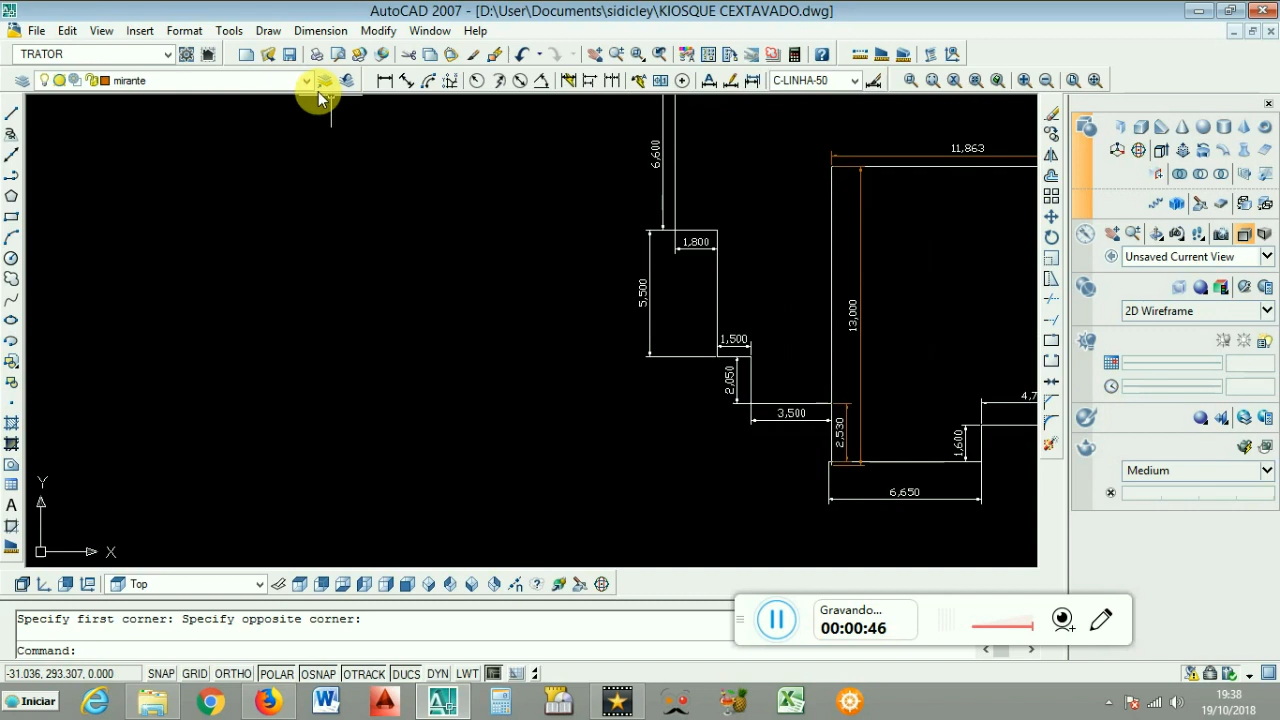 AutoCAD 2007 - [D:\User\Documents\sidicley\KIOSQUE CEXTAVADO.dwg]
File Edit View Insert Format Tools Draw Dimension Modify Window Help
TRATOR
mirante
C-LINHA-50
6,600
11,863
1,800
5,500
13,000
1,500
2,050
3,500
2,530
4,7
1,600
6,650
Y
X
Unsaved Current View
2D Wireframe
Medium
Top
Specify first corner: Specify opposite corner:
Command:
Gravando...
00:00:46
-31.036, 293.307, 0.000 SNAP GRID ORTHO POLAR OSNAP OTRACK DUCS DYN LWT
Iniciar
19:38
19/10/2018